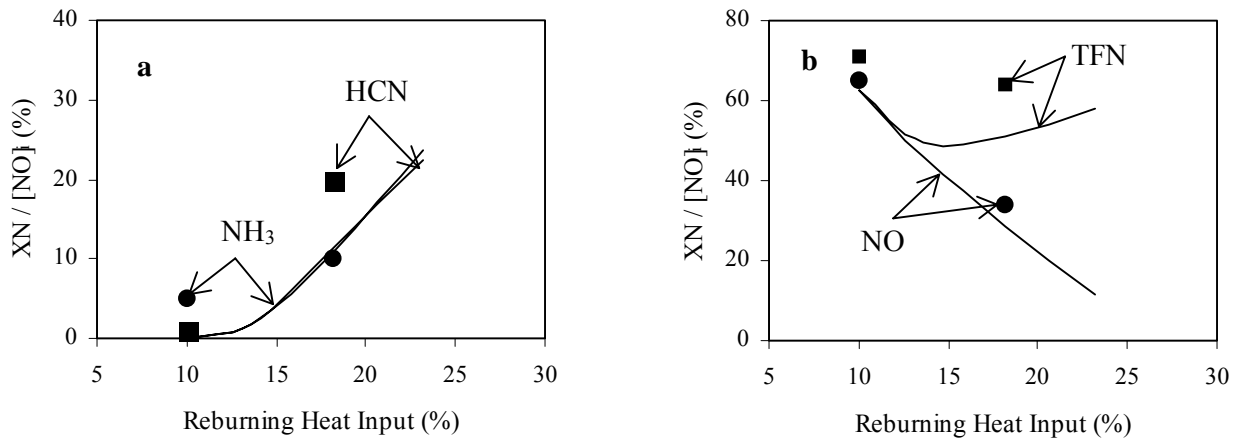 40
30
20
10
0
XN / [NO]i (%)
a
HCN
NH₃
5 10 15 20 25 30
Reburning Heat Input (%)
80
60
40
20
0
XN / [NO]i (%)
b
TFN
NO
5 10 15 20 25 30
Reburning Heat Input (%)